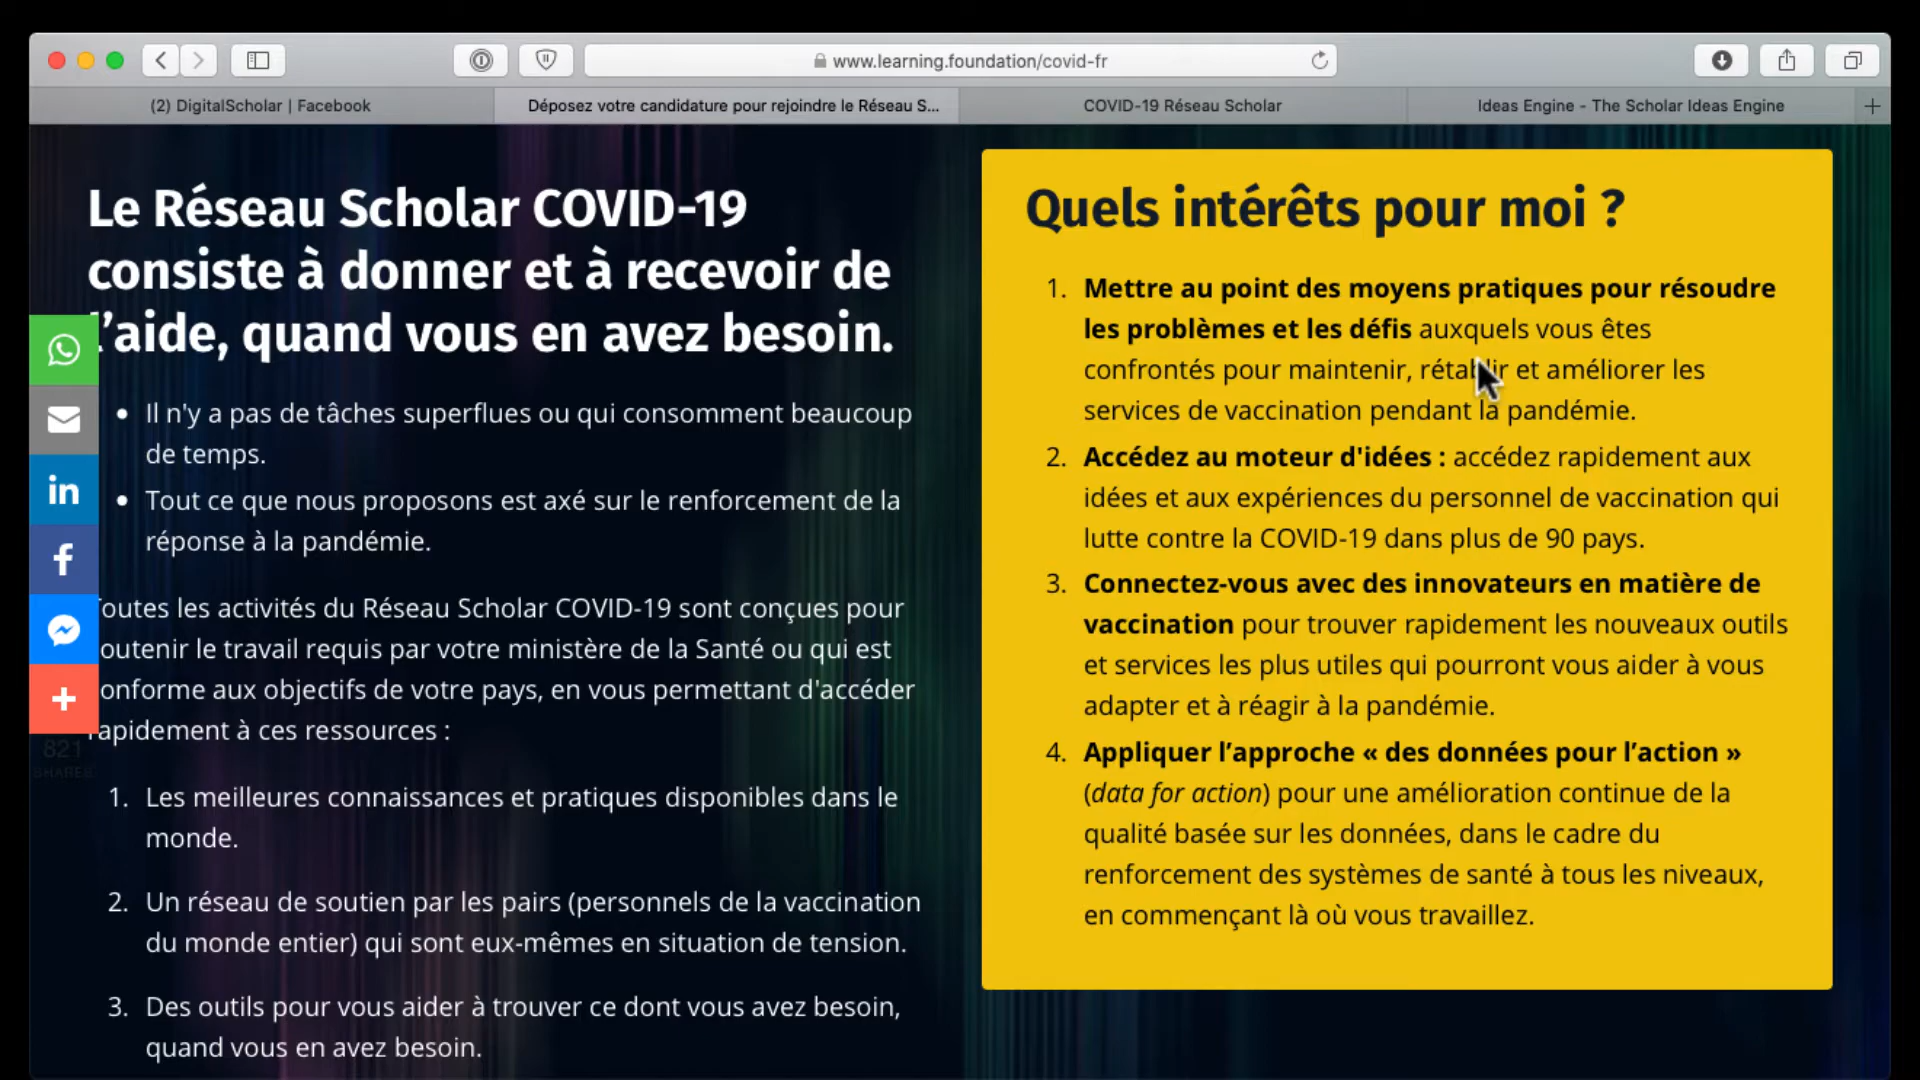 www.learning.foundation/covid-fr
(2) DigitalScholar | Facebook
Déposez votre candidature pour rejoindre le Réseau S...
COVID-19 Réseau Scholar
Ideas Engine - The Scholar Ideas Engine
Le Réseau Scholar COVID-19
consiste à donner et à recevoir de
l’aide, quand vous en avez besoin.
• Il n'y a pas de tâches superflues ou qui consomment beaucoup
de temps.
• Tout ce que nous proposons est axé sur le renforcement de la
réponse à la pandémie.
Toutes les activités du Réseau Scholar COVID-19 sont conçues pour
outenir le travail requis par votre ministère de la Santé ou qui est
onforme aux objectifs de votre pays, en vous permettant d'accéder
rapidement à ces ressources :
1. Les meilleures connaissances et pratiques disponibles dans le
monde.
2. Un réseau de soutien par les pairs (personnels de la vaccination
du monde entier) qui sont eux-mêmes en situation de tension.
3. Des outils pour vous aider à trouver ce dont vous avez besoin,
quand vous en avez besoin.
821
SHARES
Quels intérêts pour moi ?
1. Mettre au point des moyens pratiques pour résoudre
les problèmes et les défis auxquels vous êtes
confrontés pour maintenir, rétablir et améliorer les
services de vaccination pendant la pandémie.
2. Accédez au moteur d'idées : accédez rapidement aux
idées et aux expériences du personnel de vaccination qui
lutte contre la COVID-19 dans plus de 90 pays.
3. Connectez-vous avec des innovateurs en matière de
vaccination pour trouver rapidement les nouveaux outils
et services les plus utiles qui pourront vous aider à vous
adapter et à réagir à la pandémie.
4. Appliquer l’approche « des données pour l’action »
(data for action) pour une amélioration continue de la
qualité basée sur les données, dans le cadre du
renforcement des systèmes de santé à tous les niveaux,
en commençant là où vous travaillez.